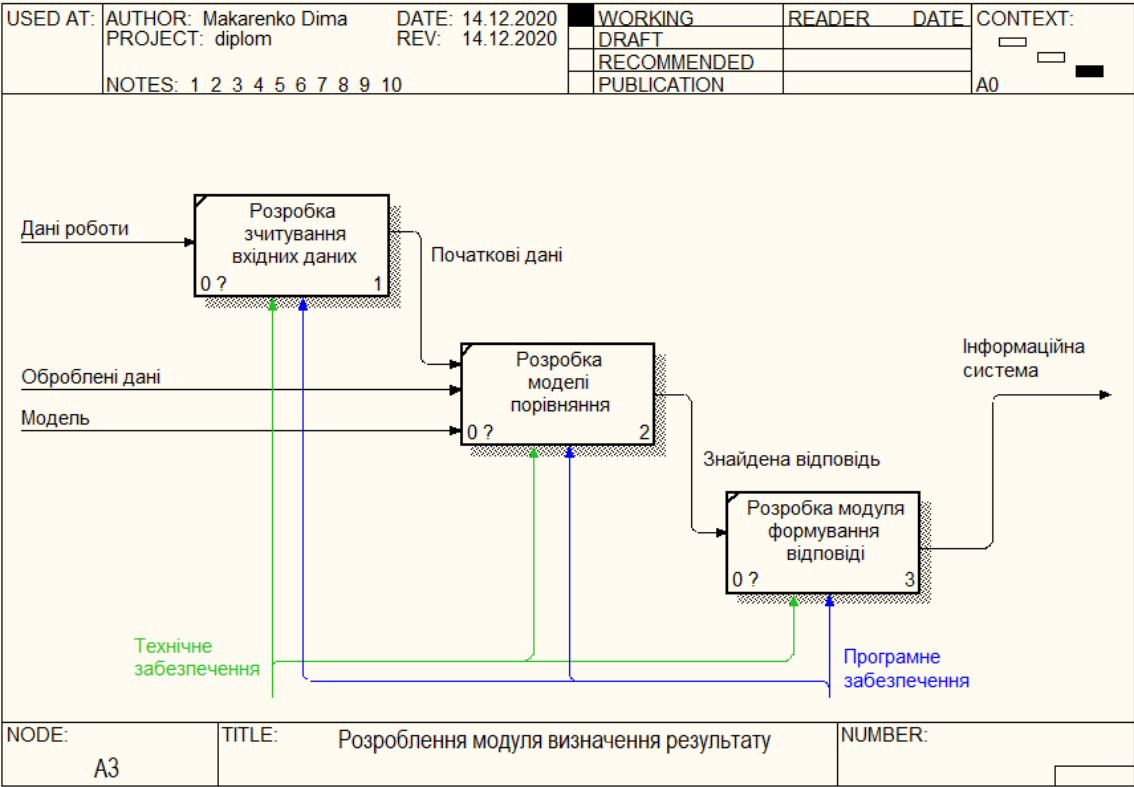 USED AT:
AUTHOR: Makarenko Dima
DATE: 14.12.2020
PROJECT: diplom
REV: 14.12.2020
NOTES: 1 2 3 4 5 6 7 8 9 10
WORKING
DRAFT
RECOMMENDED
PUBLICATION
READER
DATE
CONTEXT:
A0
Дані роботи
Розробка
зчитування
вхідних даних
0 ?
1
Початкові дані
Оброблені дані
Модель
Розробка
моделі
порівняння
0 ?
2
Інформаційна
система
Знайдена відповідь
Розробка модуля
формування
відповіді
0 ?
3
Технічне
забезпечення
Програмне
забезпечення
NODE:
A3
TITLE:
Розроблення модуля визначення результату
NUMBER: